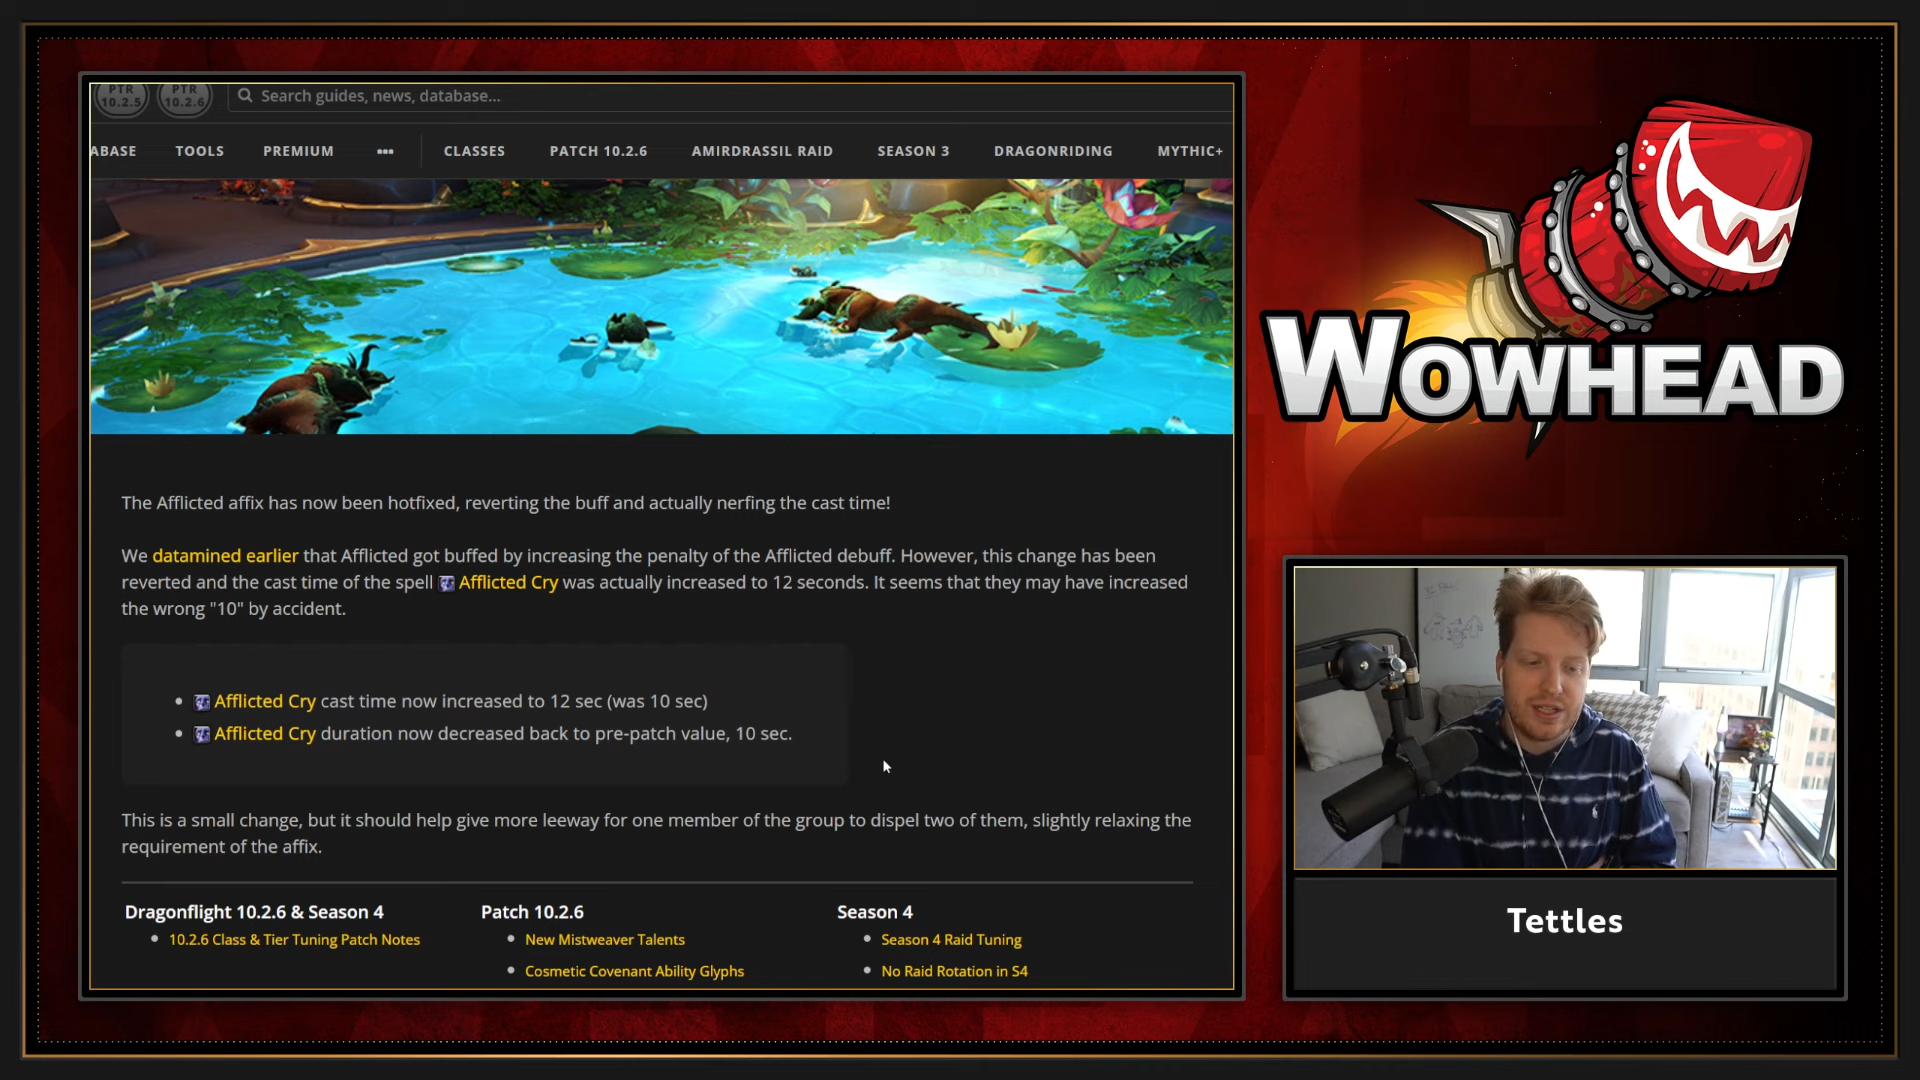 PTR
10.2.5
PTR
10.2.6
Search guides, news, database...
ABASE
TOOLS
PREMIUM
•••
CLASSES
PATCH 10.2.6
AMIRDRASSIL RAID
SEASON 3
DRAGONRIDING
MYTHIC+
WOWHEAD
The Afflicted affix has now been hotfixed, reverting the buff and actually nerfing the cast time!
We datamined earlier that Afflicted got buffed by increasing the penalty of the Afflicted debuff. However, this change has been
reverted and the cast time of the spell Afflicted Cry was actually increased to 12 seconds. It seems that they may have increased
the wrong "10" by accident.
• Afflicted Cry cast time now increased to 12 sec (was 10 sec)
• Afflicted Cry duration now decreased back to pre-patch value, 10 sec.
This is a small change, but it should help give more leeway for one member of the group to dispel two of them, slightly relaxing the
requirement of the affix.
Dragonflight 10.2.6 & Season 4
• 10.2.6 Class & Tier Tuning Patch Notes
Patch 10.2.6
• New Mistweaver Talents
• Cosmetic Covenant Ability Glyphs
Season 4
• Season 4 Raid Tuning
• No Raid Rotation in S4
Tettles